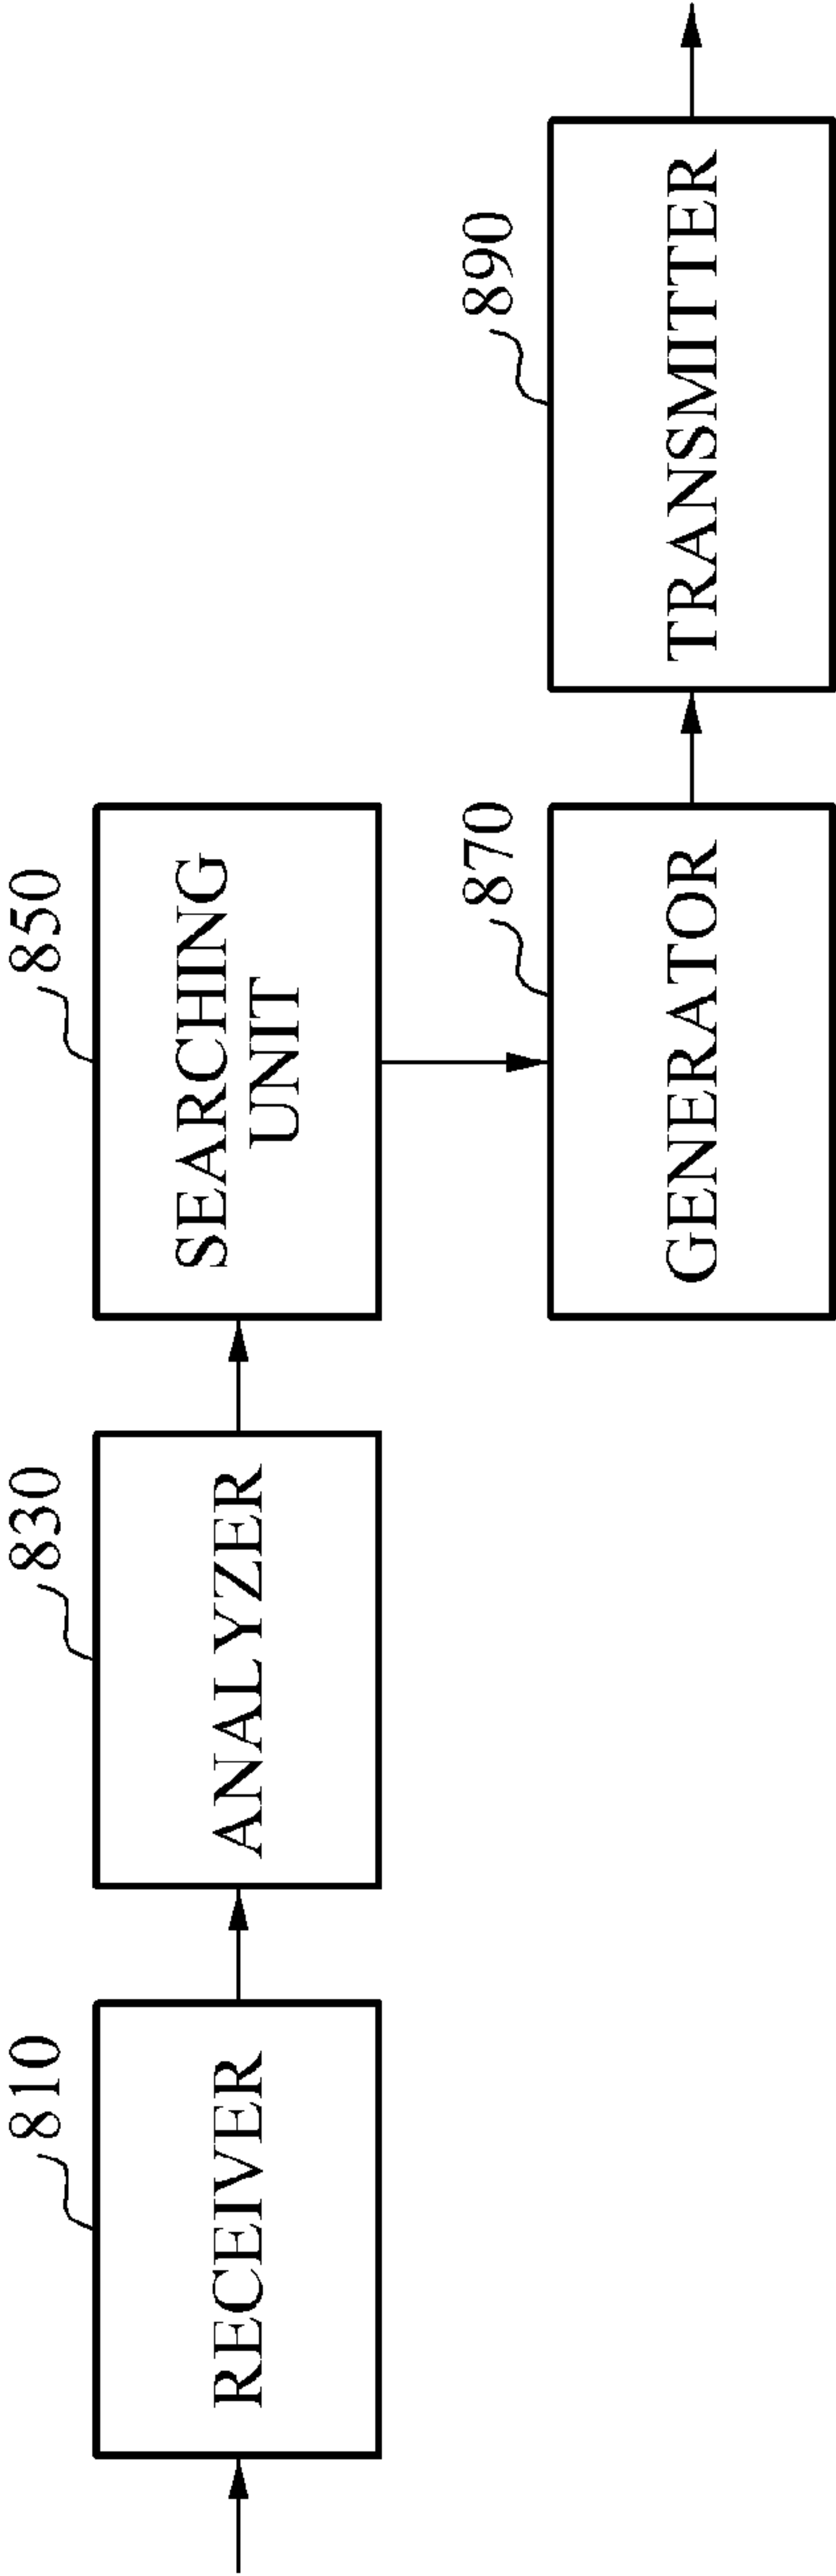 810
RECEIVER
830
ANALYZER
850
SEARCHING
UNIT
870
GENERATOR
890
TRANSMITTER